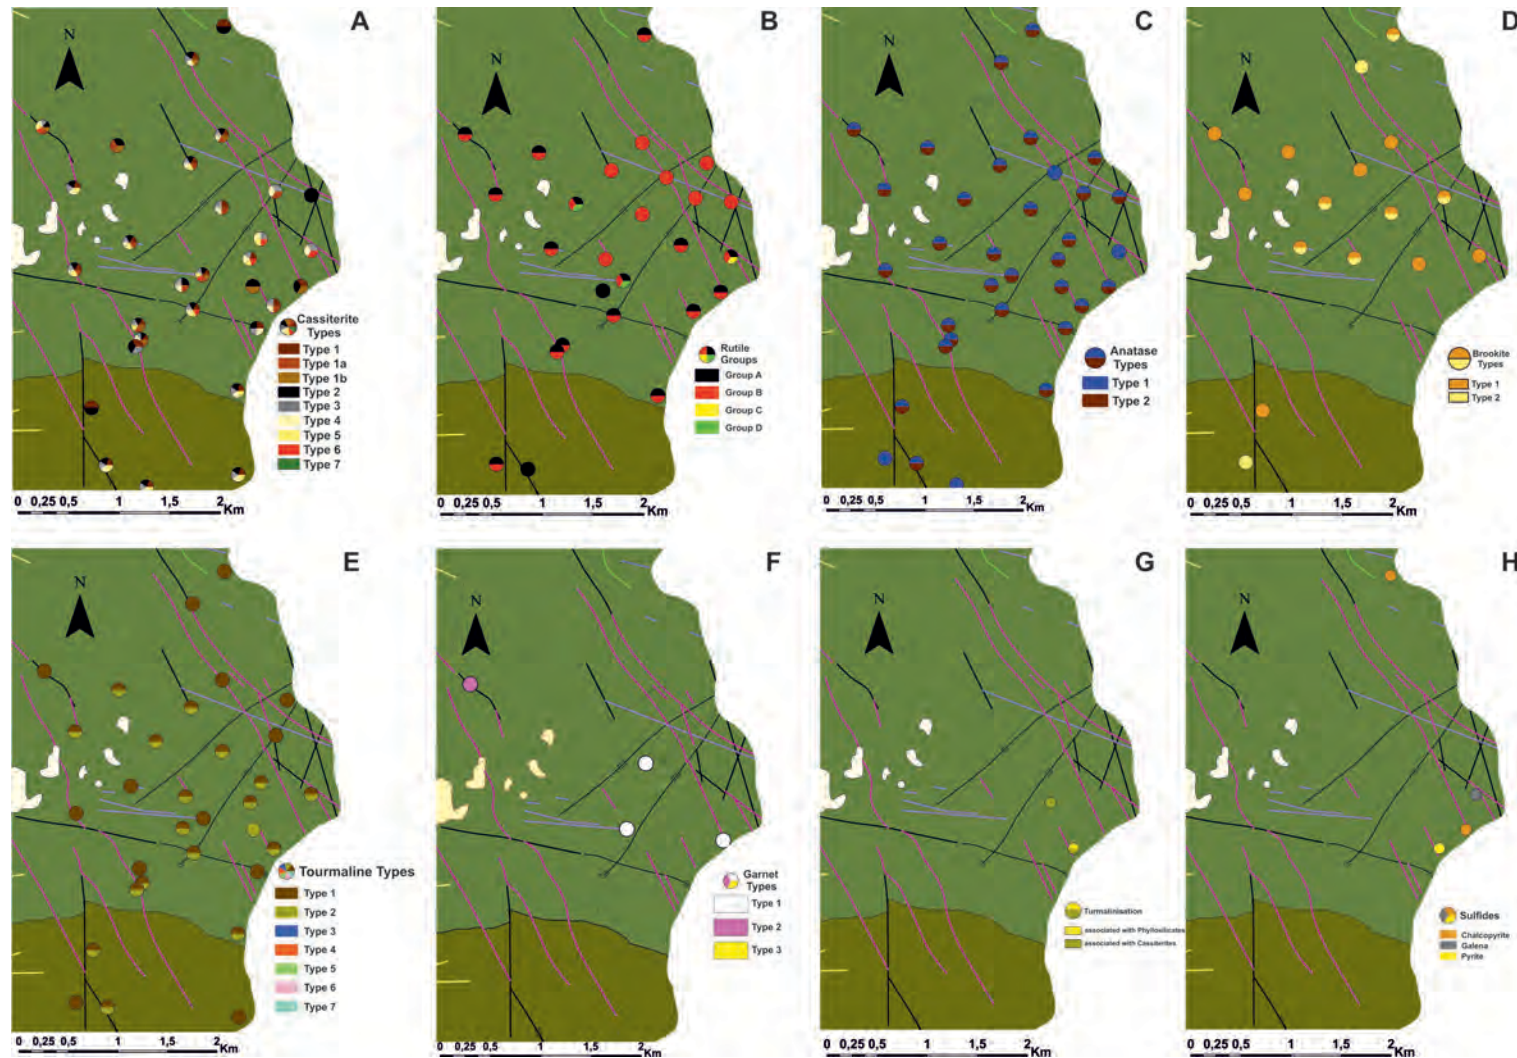 A
N
Cassiterite
Types
Type 1
Type 1a
Type 1b
Type 2
Type 3
Type 4
Type 5
Type 6
Type 7
0 0,25 0,5 1 1,5 2
Km
B
N
Rutile
Groups
Group A
Group B
Group C
Group D
0 0,25 0,5 1 1,5 2
Km
C
N
Anatase
Types
Type 1
Type 2
0 0,25 0,5 1 1,5 2
Km
D
N
Brookite
Types
Type 1
Type 2
0 0,25 0,5 1 1,5 2
Km
E
N
Tourmaline Types
Type 1
Type 2
Type 3
Type 4
Type 5
Type 6
Type 7
0 0,25 0,5 1 1,5 2
Km
F
N
Garnet
Types
Type 1
Type 2
Type 3
0 0,25 0,5 1 1,5 2
Km
G
N
Turmalinisation
associated with Phyllosilicates
associated with Cassiterites
0 0,25 0,5 1 1,5 2
Km
H
N
Sulfides
Chalcopyrite
Galena
Pyrite
0 0,25 0,5 1 1,5 2
Km